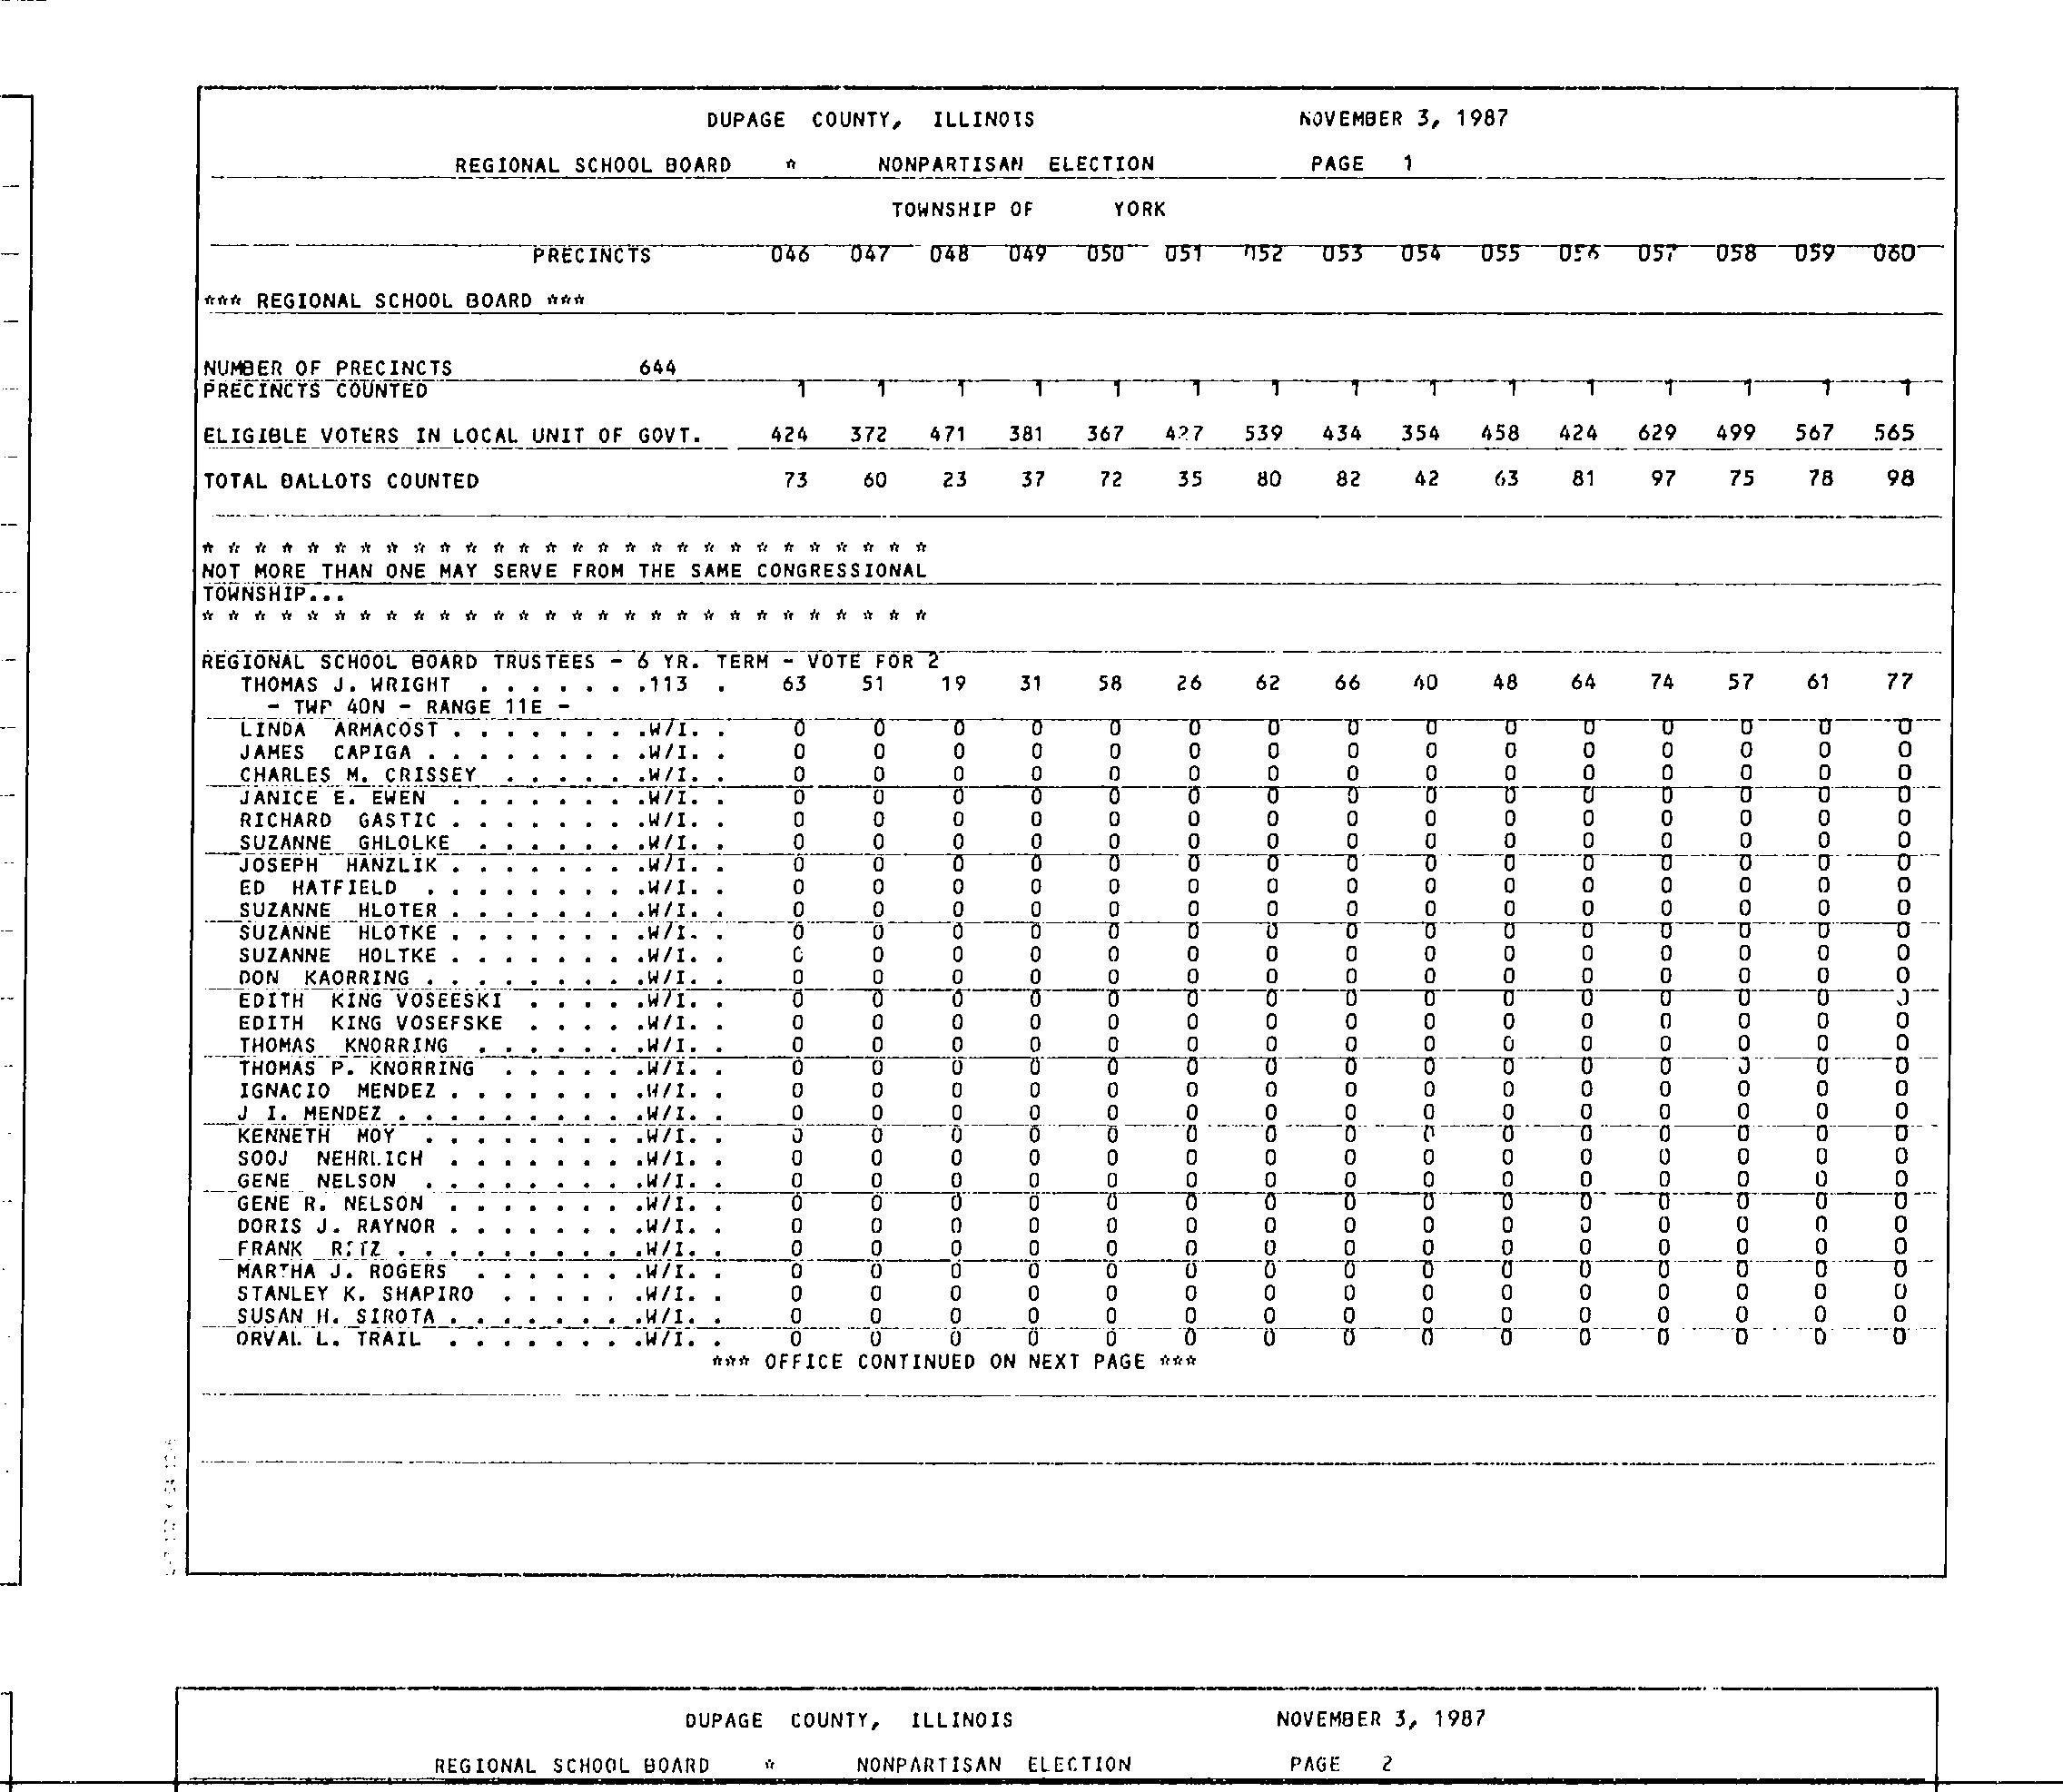 DUPAGE COUNTY, ILLINOIS NOVEMBER 3, 1987
REGIONAL SCHOOL BOARD * NONPARTISAN ELECTION PAGE 1
TOWNSHIP OF YORK
PRECINCTS 046 047 048 049 050 051 052 053 054 055 056 057 058 059 060
*** REGIONAL SCHOOL BOARD ***
NUMBER OF PRECINCTS 644
PRECINCTS COUNTED 1 1 1 1 1 1 1 1 1 1 1 1 1 1 1
ELIGIBLE VOTERS IN LOCAL UNIT OF GOVT. 424 372 471 381 367 427 539 434 354 458 424 629 499 567 565
TOTAL BALLOTS COUNTED 73 60 23 37 72 35 80 82 42 63 81 97 75 78 98
* * * * * * * * * * * * * * * * * * * * * * * * * * * *
NOT MORE THAN ONE MAY SERVE FROM THE SAME CONGRESSIONAL
TOWNSHIP...
* * * * * * * * * * * * * * * * * * * * * * * * * * * *
REGIONAL SCHOOL BOARD TRUSTEES - 6 YR. TERM - VOTE FOR 2
THOMAS J. WRIGHT . . . . . . .113 . 63 51 19 31 58 26 62 66 40 48 64 74 57 61 77
- TWP 40N - RANGE 11E -
LINDA ARMACOST . . . . . . . .W/I. . 0 0 0 0 0 0 0 0 0 0 0 0 0 0 0
JAMES CAPIGA . . . . . . . . .W/I. . 0 0 0 0 0 0 0 0 0 0 0 0 0 0 0
CHARLES M. CRISSEY . . . . . .W/I. . 0 0 0 0 0 0 0 0 0 0 0 0 0 0 0
JANICE E. EWEN . . . . . . . .W/I. . 0 0 0 0 0 0 0 0 0 0 0 0 0 0 0
RICHARD GASTIC . . . . . . . .W/I. . 0 0 0 0 0 0 0 0 0 0 0 0 0 0 0
SUZANNE GHLOLKE . . . . . . .W/I. . 0 0 0 0 0 0 0 0 0 0 0 0 0 0 0
JOSEPH HANZLIK . . . . . . . .W/I. . 0 0 0 0 0 0 0 0 0 0 0 0 0 0 0
ED HATFIELD . . . . . . . . .W/I. . 0 0 0 0 0 0 0 0 0 0 0 0 0 0 0
SUZANNE HLOTER . . . . . . . .W/I. . 0 0 0 0 0 0 0 0 0 0 0 0 0 0 0
SUZANNE HLOTKE . . . . . . . .W/I. . 0 0 0 0 0 0 0 0 0 0 0 0 0 0 0
SUZANNE HOLTKE . . . . . . . .W/I. . 0 0 0 0 0 0 0 0 0 0 0 0 0 0 0
DON KAORRING . . . . . . . . .W/I. . 0 0 0 0 0 0 0 0 0 0 0 0 0 0 0
EDITH KING VOSEESKI . . . . .W/I. . 0 0 0 0 0 0 0 0 0 0 0 0 0 0 0
EDITH KING VOSEFSKE . . . . .W/I. . 0 0 0 0 0 0 0 0 0 0 0 0 0 0 0
THOMAS KNORRING . . . . . . .W/I. . 0 0 0 0 0 0 0 0 0 0 0 0 0 0 0
THOMAS P. KNORRING . . . . . .W/I. . 0 0 0 0 0 0 0 0 0 0 0 0 0 0 0
IGNACIO MENDEZ . . . . . . . .W/I. . 0 0 0 0 0 0 0 0 0 0 0 0 0 0 0
J I. MENDEZ . . . . . . . . . .W/I. . 0 0 0 0 0 0 0 0 0 0 0 0 0 0 0
KENNETH MOY . . . . . . . . .W/I. . 0 0 0 0 0 0 0 0 0 0 0 0 0 0 0
SOOJ NEHRLICH . . . . . . . .W/I. . 0 0 0 0 0 0 0 0 0 0 0 0 0 0 0
GENE NELSON . . . . . . . . .W/I. . 0 0 0 0 0 0 0 0 0 0 0 0 0 0 0
GENE R. NELSON . . . . . . . .W/I. . 0 0 0 0 0 0 0 0 0 0 0 0 0 0 0
DORIS J. RAYNOR . . . . . . . .W/I. . 0 0 0 0 0 0 0 0 0 0 0 0 0 0 0
FRANK RITZ . . . . . . . . . .W/I. . 0 0 0 0 0 0 0 0 0 0 0 0 0 0 0
MARTHA J. ROGERS . . . . . . .W/I. . 0 0 0 0 0 0 0 0 0 0 0 0 0 0 0
STANLEY K. SHAPIRO . . . . . .W/I. . 0 0 0 0 0 0 0 0 0 0 0 0 0 0 0
SUSAN H. SIROTA . . . . . . . .W/I. . 0 0 0 0 0 0 0 0 0 0 0 0 0 0 0
ORVAL L. TRAIL . . . . . . . .W/I. . 0 0 0 0 0 0 0 0 0 0 0 0 0 0 0
*** OFFICE CONTINUED ON NEXT PAGE ***
DUPAGE COUNTY, ILLINOIS NOVEMBER 3, 1987
REGIONAL SCHOOL BOARD * NONPARTISAN ELECTION PAGE 2